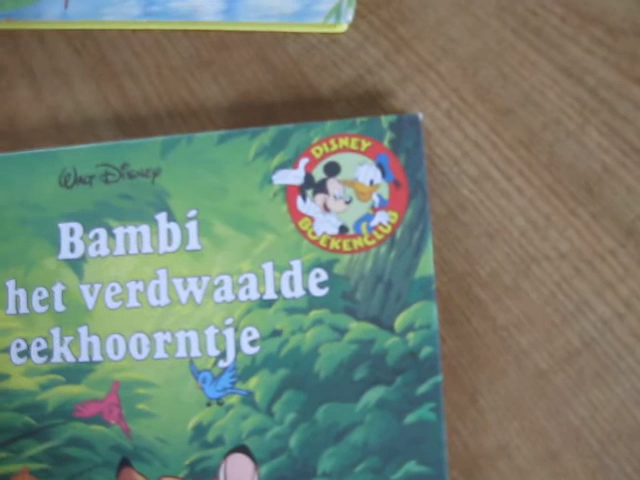 WALT DISNEY
DISNEY
BOEKENCLUB
Bambi
het verdwaalde
eekhoorntje